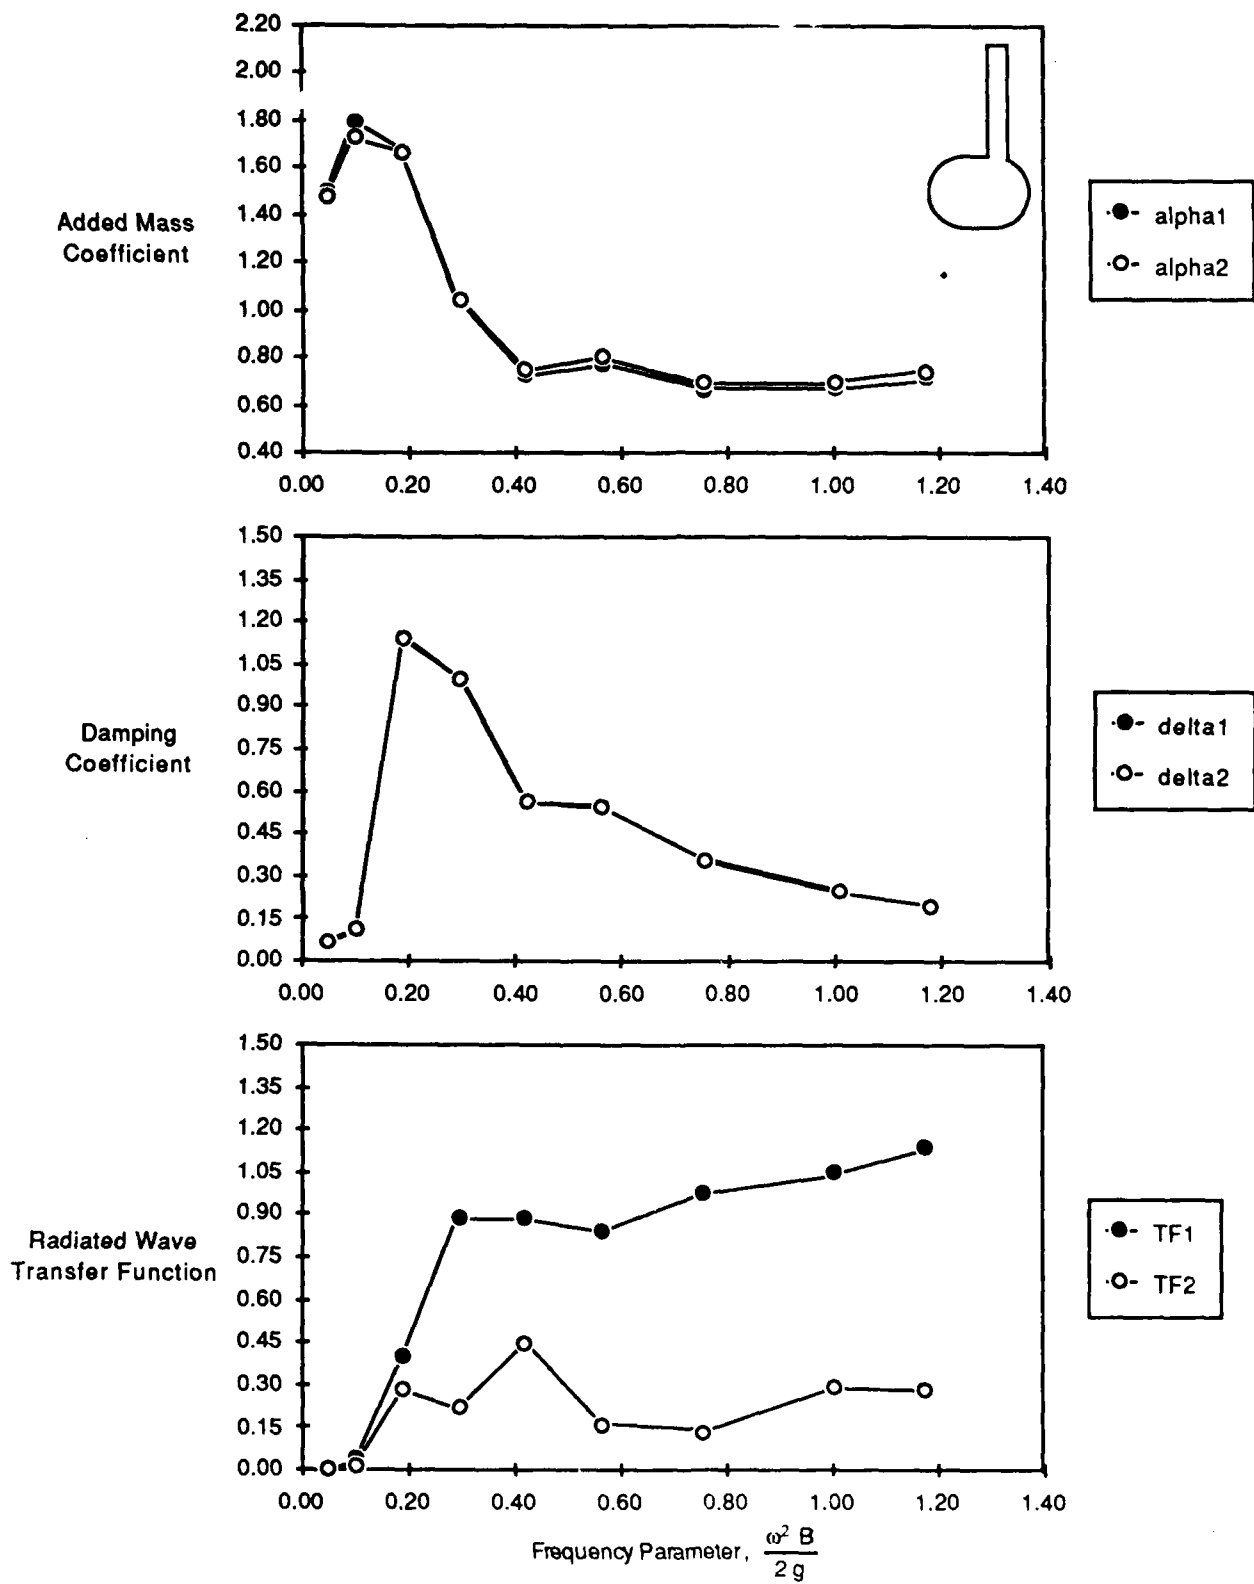 2.20
2.00
1.80
1.60
1.40
1.20
1.00
0.80
0.60
0.40
Added Mass
Coefficient
0.00 0.20 0.40 0.60 0.80 1.00 1.20 1.40
alpha1
alpha2
1.50
1.35
1.20
1.05
0.90
0.75
0.60
0.45
0.30
0.15
0.00
Damping
Coefficient
0.00 0.20 0.40 0.60 0.80 1.00 1.20 1.40
delta1
delta2
1.50
1.35
1.20
1.05
0.90
0.75
0.60
0.45
0.30
0.15
0.00
Radiated Wave
Transfer Function
0.00 0.20 0.40 0.60 0.80 1.00 1.20 1.40
TF1
TF2
Frequency Parameter, ω² B
2 g